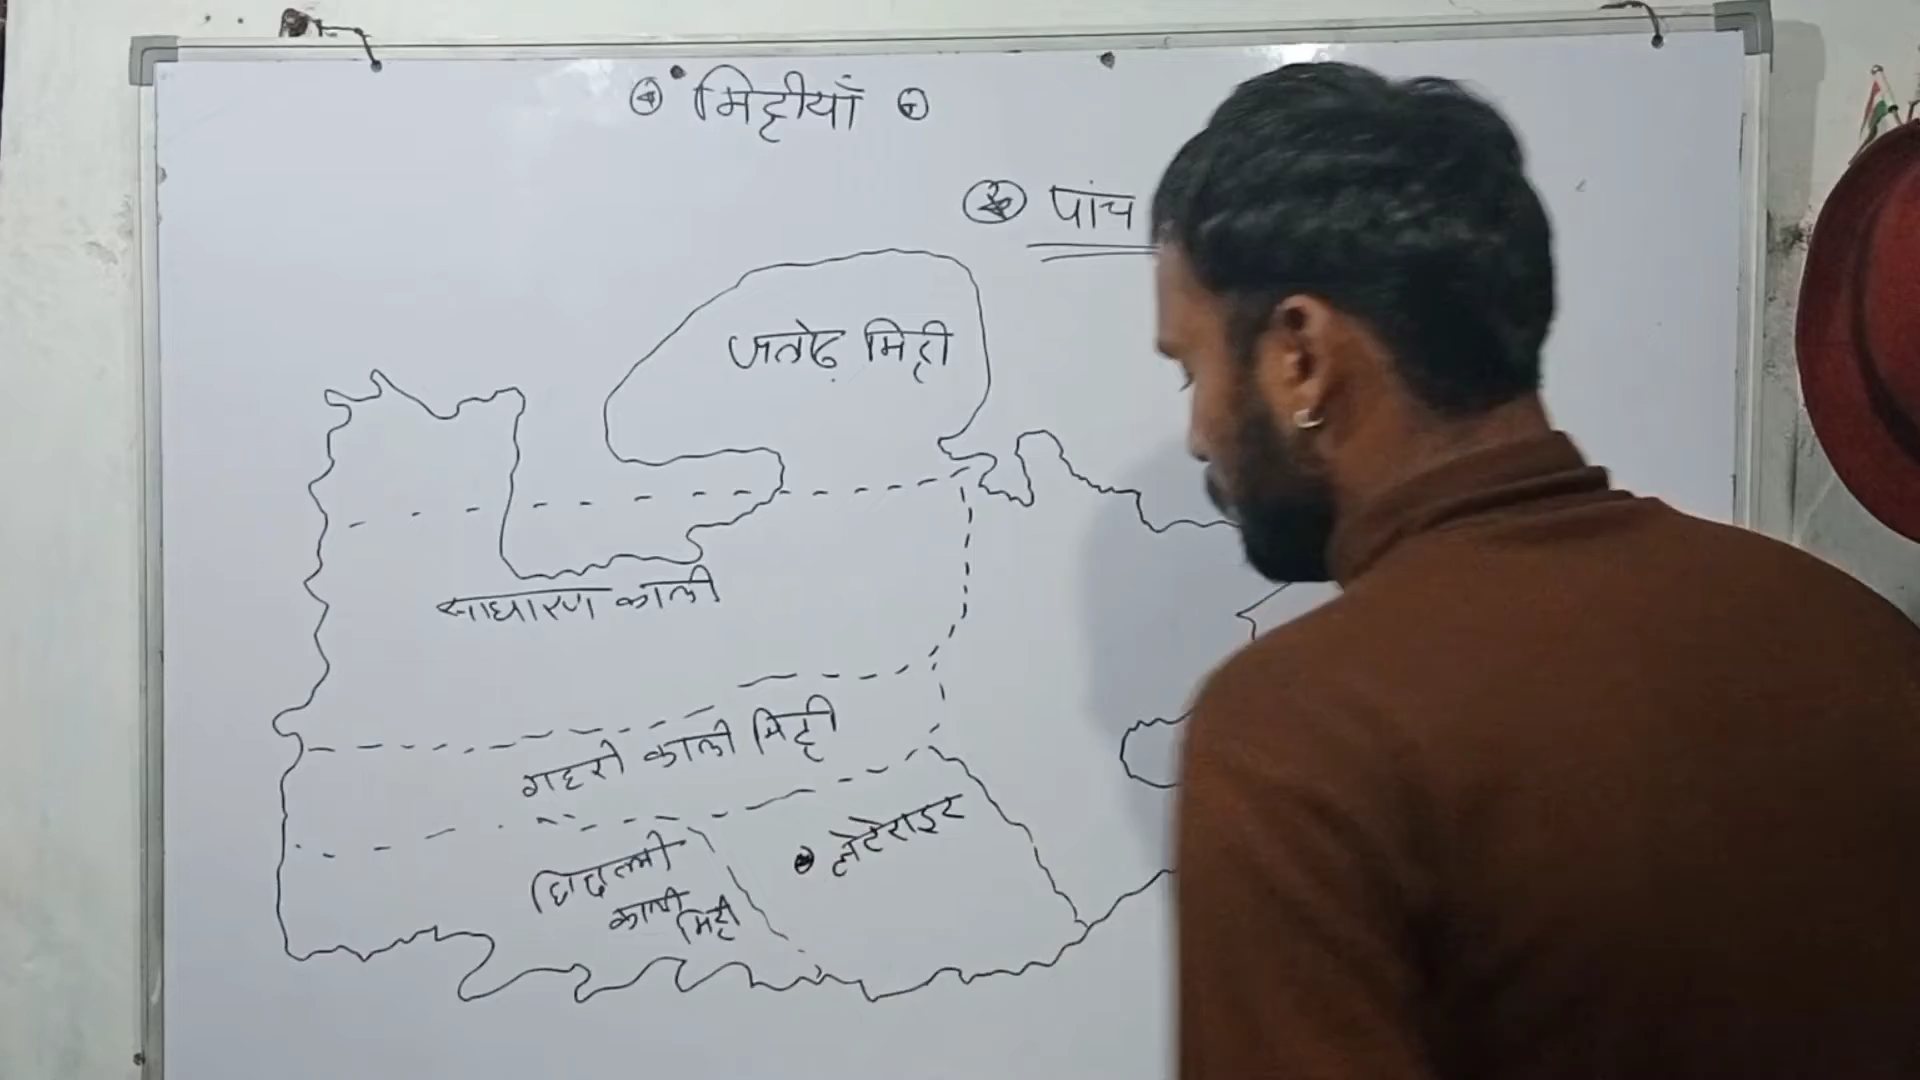 मिट्टीयाँ
पांच
जलोढ़ मिट्टी
साधारण काली
गहरी काली मिट्टी
छिछली
काली
मिट्टी
लेटेराइट